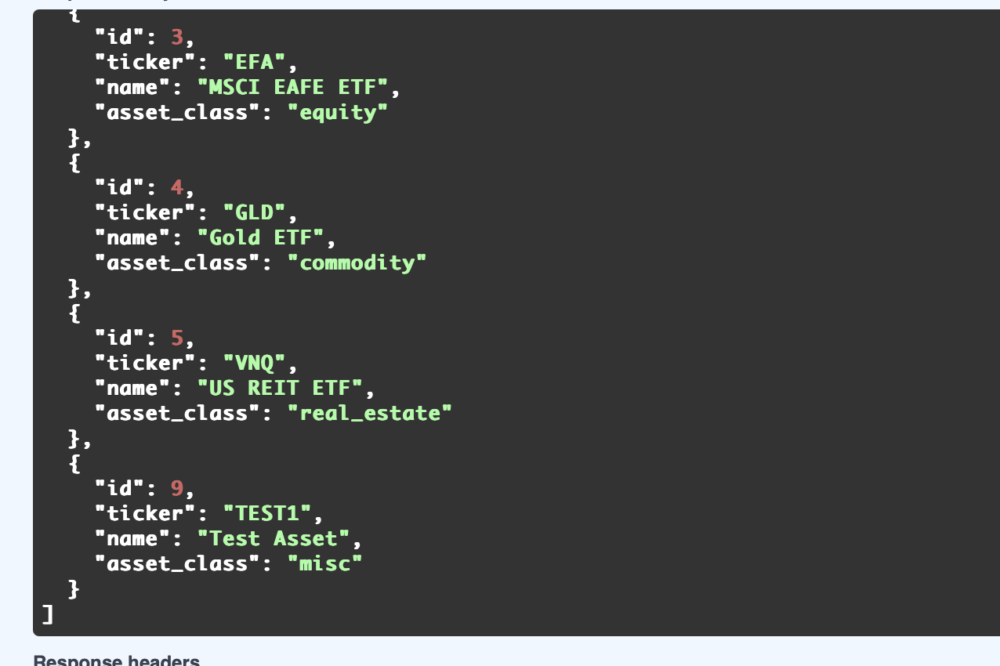 {
"id": 3,
"ticker": "EFA",
"name": "MSCI EAFE ETF",
"asset_class": "equity"
},
{
"id": 4,
"ticker": "GLD",
"name": "Gold ETF",
"asset_class": "commodity"
},
{
"id": 5,
"ticker": "VNQ",
"name": "US REIT ETF",
"asset_class": "real_estate"
},
{
"id": 9,
"ticker": "TEST1",
"name": "Test Asset",
"asset_class": "misc"
}
]
Response headers